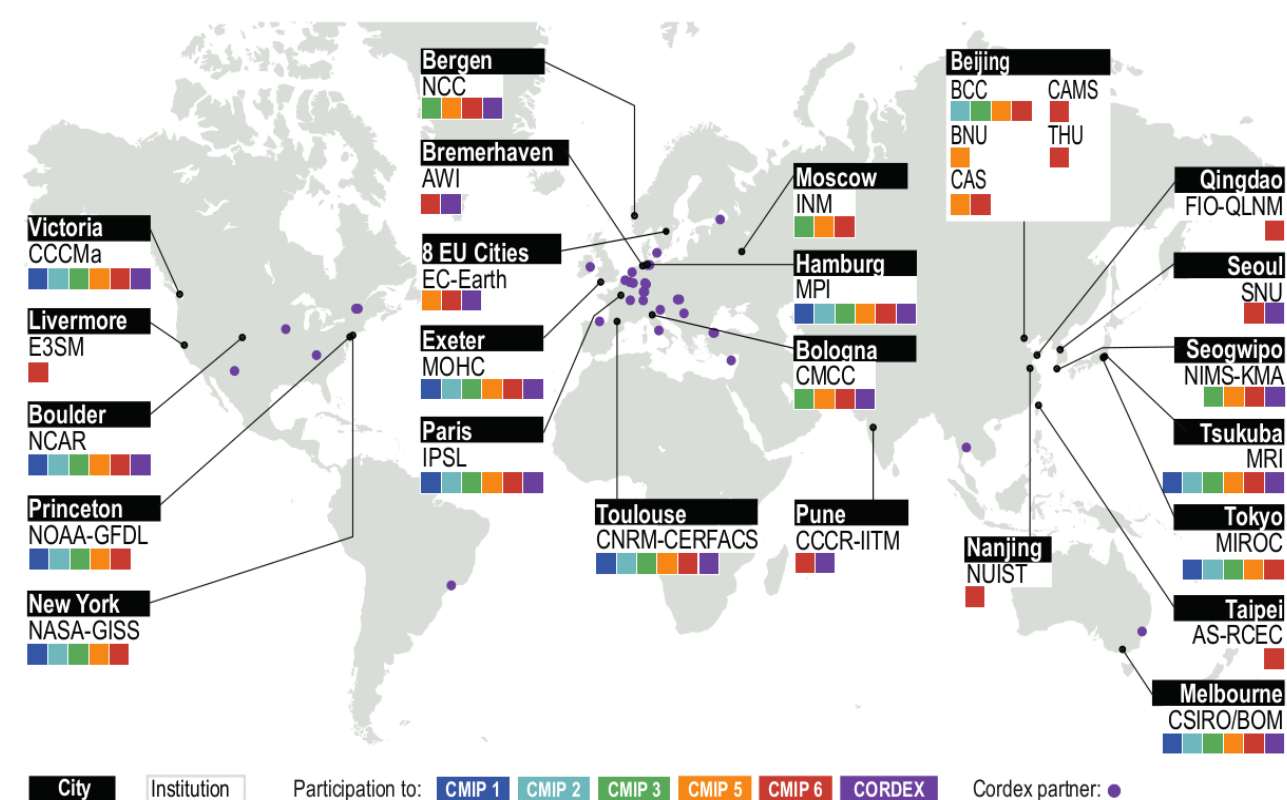 Bergen
NCC
Bremerhaven
AWI
8 EU Cities
EC-Earth
Exeter
MOHC
Paris
IPSL
Victoria
CCCMa
Livermore
E3SM
Boulder
NCAR
Princeton
NOAA-GFDL
New York
NASA-GISS
Toulouse
CNRM-CERFACS
Moscow
INM
Hamburg
MPI
Bologna
CMCC
Pune
CCCR-IITM
Beijing
BCC CAMS
BNU THU
CAS
Nanjing
NUIST
Qingdao
FIO-QLNM
Seoul
SNU
Seogwipo
NIMS-KMA
Tsukuba
MRI
Tokyo
MIROC
Taipei
AS-RCEC
Melbourne
CSIRO/BOM
City Institution Participation to: CMIP 1 CMIP 2 CMIP 3 CMIP 5 CMIP 6 CORDEX Cordex partner: